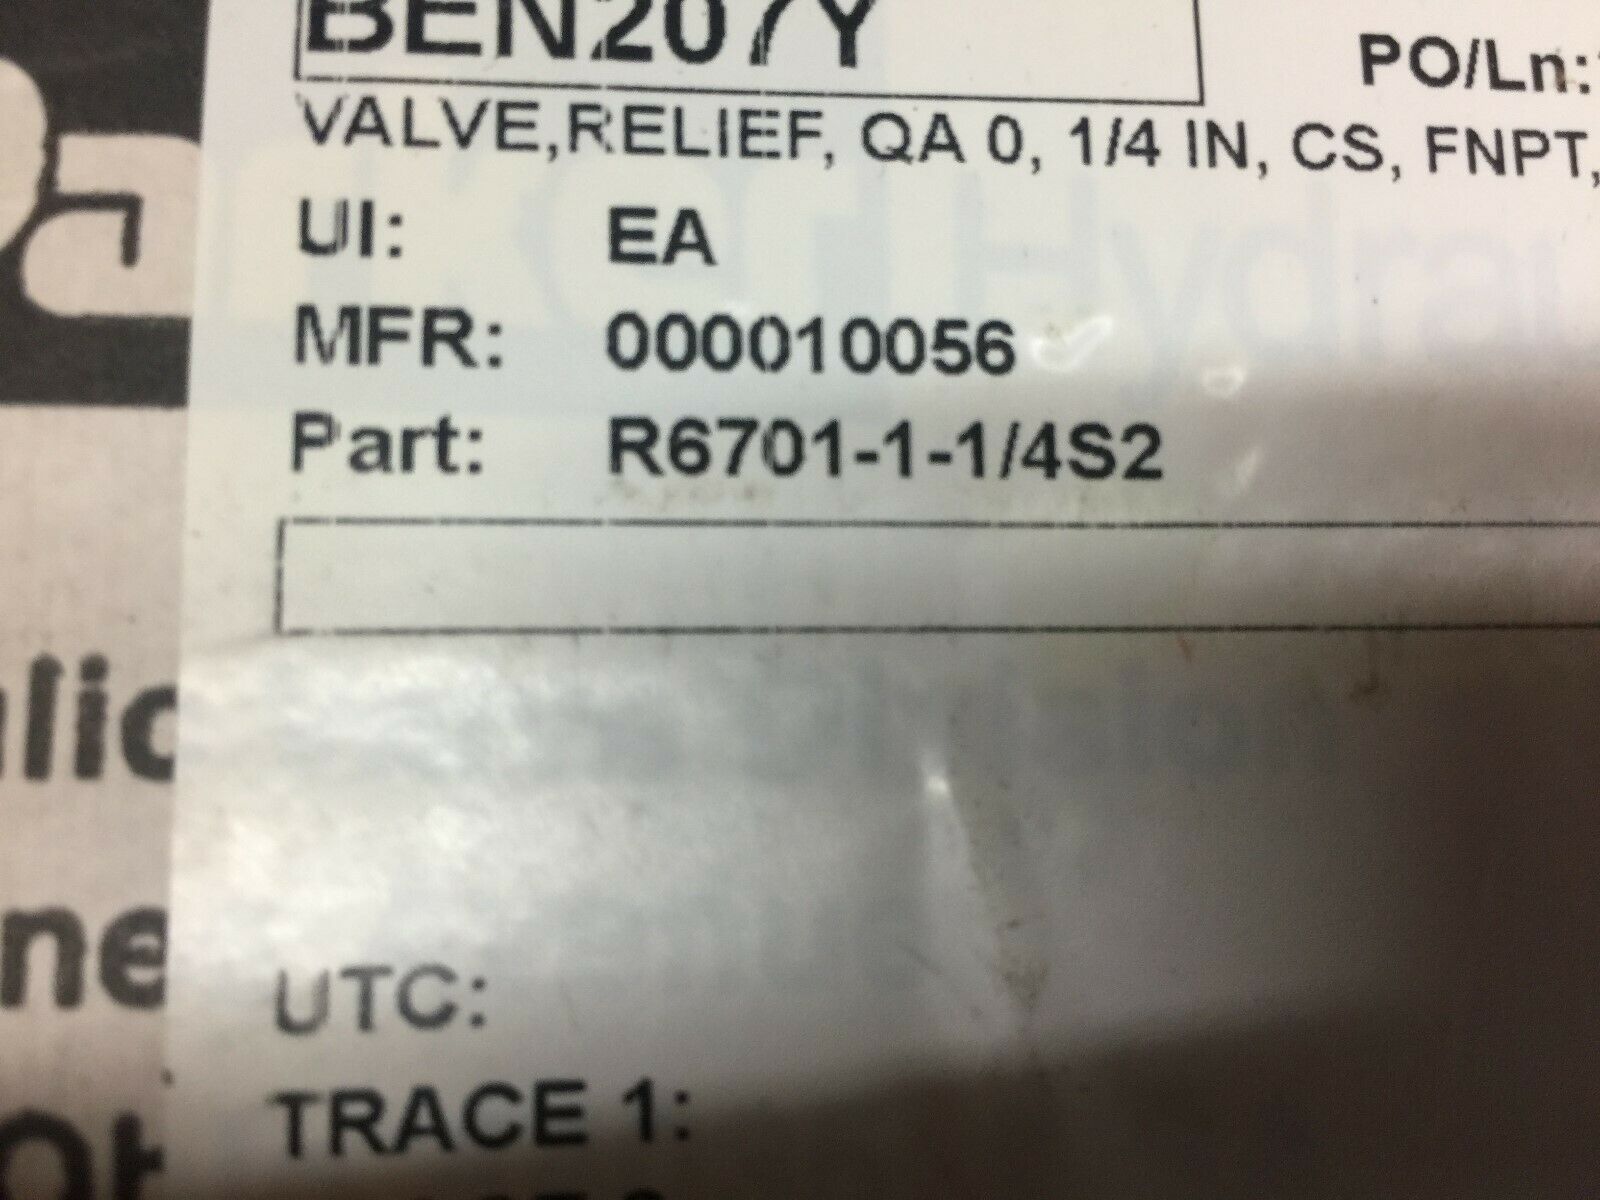 BEN207Y
PO/Ln:
VALVE,RELIEF, QA 0, 1/4 IN, CS, FNPT,
UI: EA
MFR: 000010056
Part: R6701-1-1/4S2
UTC:
TRACE 1: